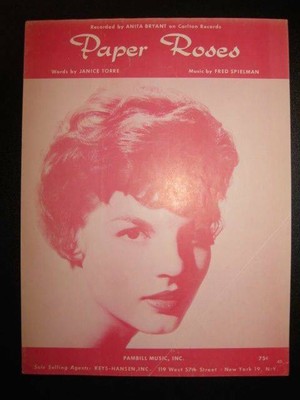 Recorded by ANITA BRYANT on Carlton Records
Paper Roses
Words by JANICE TORRE Music by FRED SPIELMAN
PAMBILL MUSIC, INC. 75¢
Sole Selling Agents: KEYS-HANSEN, INC. / 119 West 57th Street · New York 19, N.Y.